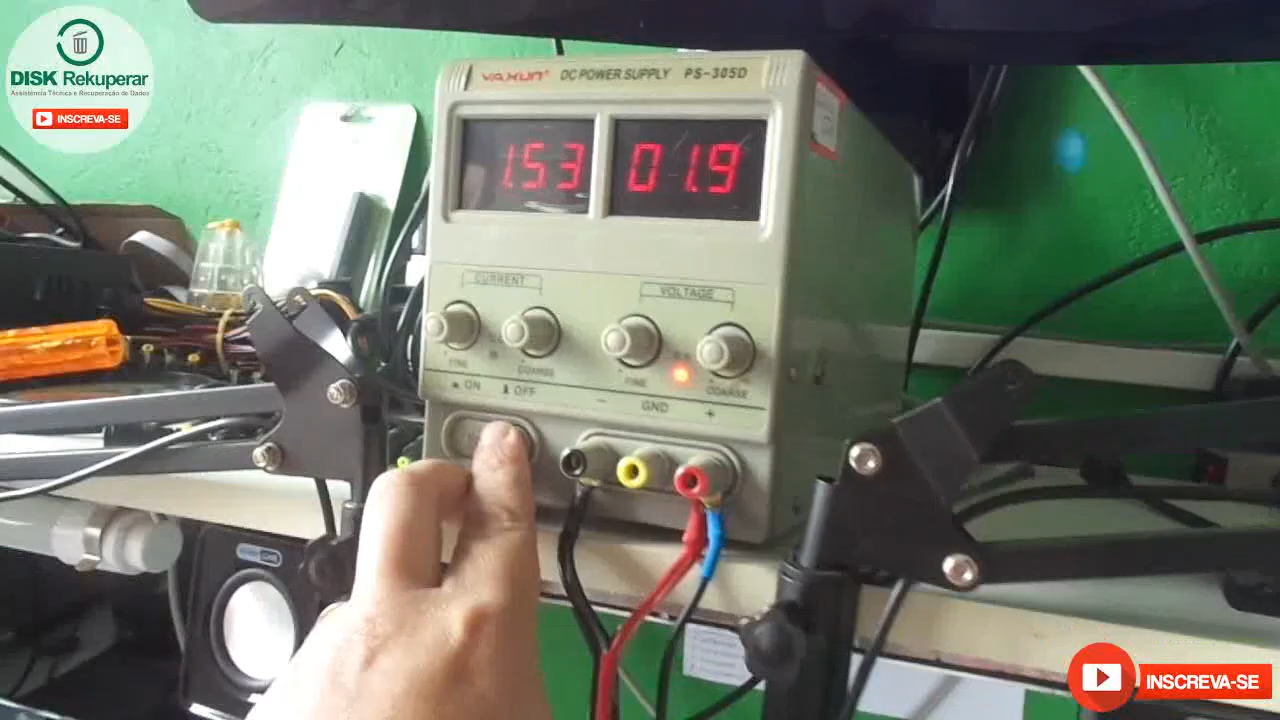 DISK Rekuperar
Assistência Técnica e Recuperação de Dados
INSCREVA-SE
YAXUN DC POWER SUPPLY PS-305D
1.53 01.9
CURRENT VOLTAGE
FINE COARSE FINE COARSE
ON OFF - GND +
INSCREVA-SE